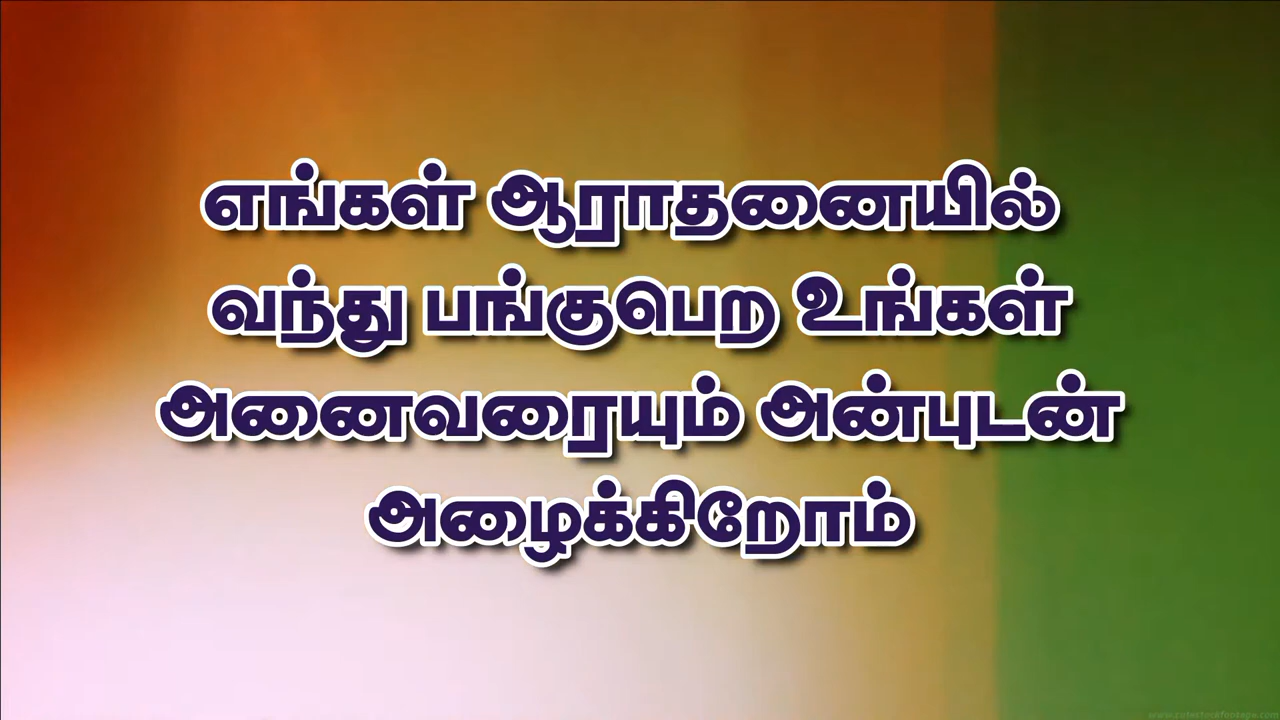 எங்கள் ஆராதனையில்
வந்து பங்குபெற உங்கள்
அனைவரையும் அன்புடன்
அழைக்கிறோம்